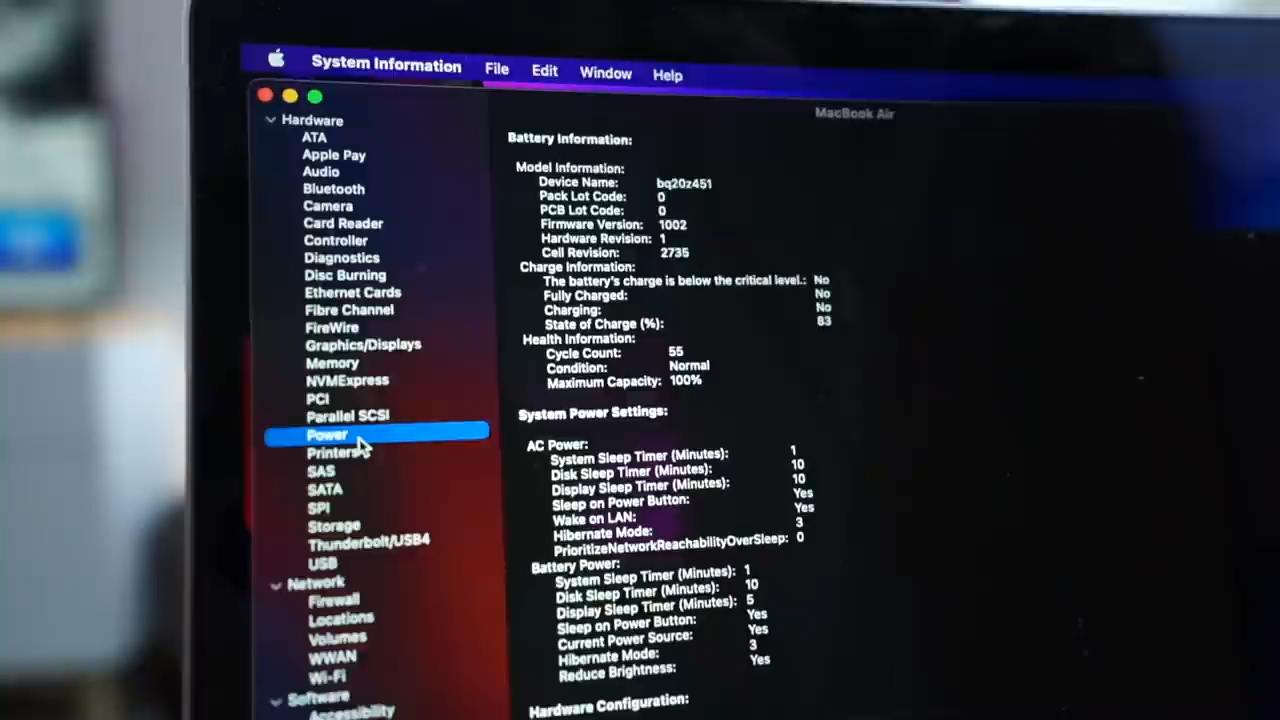 System Information File Edit Window Help
MacBook Air
Hardware
ATA
Apple Pay
Audio
Bluetooth
Camera
Card Reader
Controller
Diagnostics
Disc Burning
Ethernet Cards
Fibre Channel
FireWire
Graphics/Displays
Memory
NVMExpress
PCI
Parallel SCSI
Power
Printers
SAS
SATA
SPI
Storage
Thunderbolt/USB4
USB
Network
Firewall
Locations
Volumes
WWAN
Wi-Fi
Software
Accessibility
Battery Information:
Model Information:
Device Name: bq20z451
Pack Lot Code: 0
PCB Lot Code: 0
Firmware Version: 1002
Hardware Revision: 1
Cell Revision: 2735
Charge Information:
The battery's charge is below the critical level.: No
Fully Charged: No
Charging: No
State of Charge (%): 83
Health Information:
Cycle Count: 55
Condition: Normal
Maximum Capacity: 100%
System Power Settings:
AC Power:
System Sleep Timer (Minutes): 1
Disk Sleep Timer (Minutes): 10
Display Sleep Timer (Minutes): 10
Sleep on Power Button: Yes
Wake on LAN: Yes
Hibernate Mode: 3
PrioritizeNetworkReachabilityOverSleep: 0
Battery Power:
System Sleep Timer (Minutes): 1
Disk Sleep Timer (Minutes): 10
Display Sleep Timer (Minutes): 5
Sleep on Power Button: Yes
Current Power Source: Yes
Hibernate Mode: 3
Reduce Brightness: Yes
Hardware Configuration: